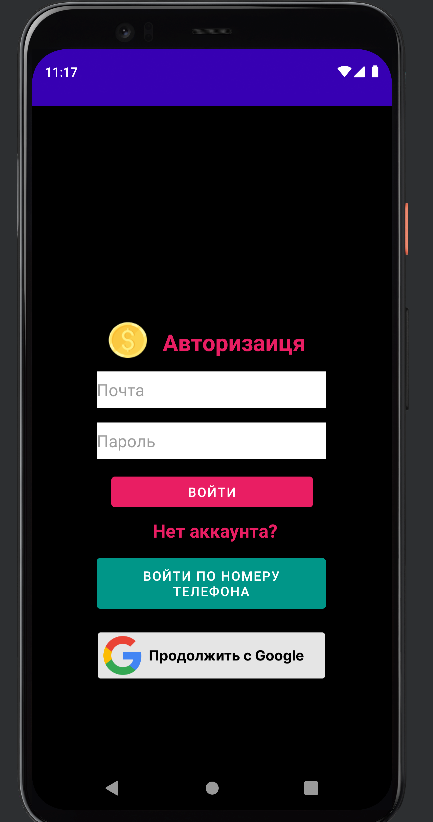 11:17
Авторизаиця
Почта
Пароль
ВОЙТИ
Нет аккаунта?
ВОЙТИ ПО НОМЕРУ
ТЕЛЕФОНА
Продолжить с Google